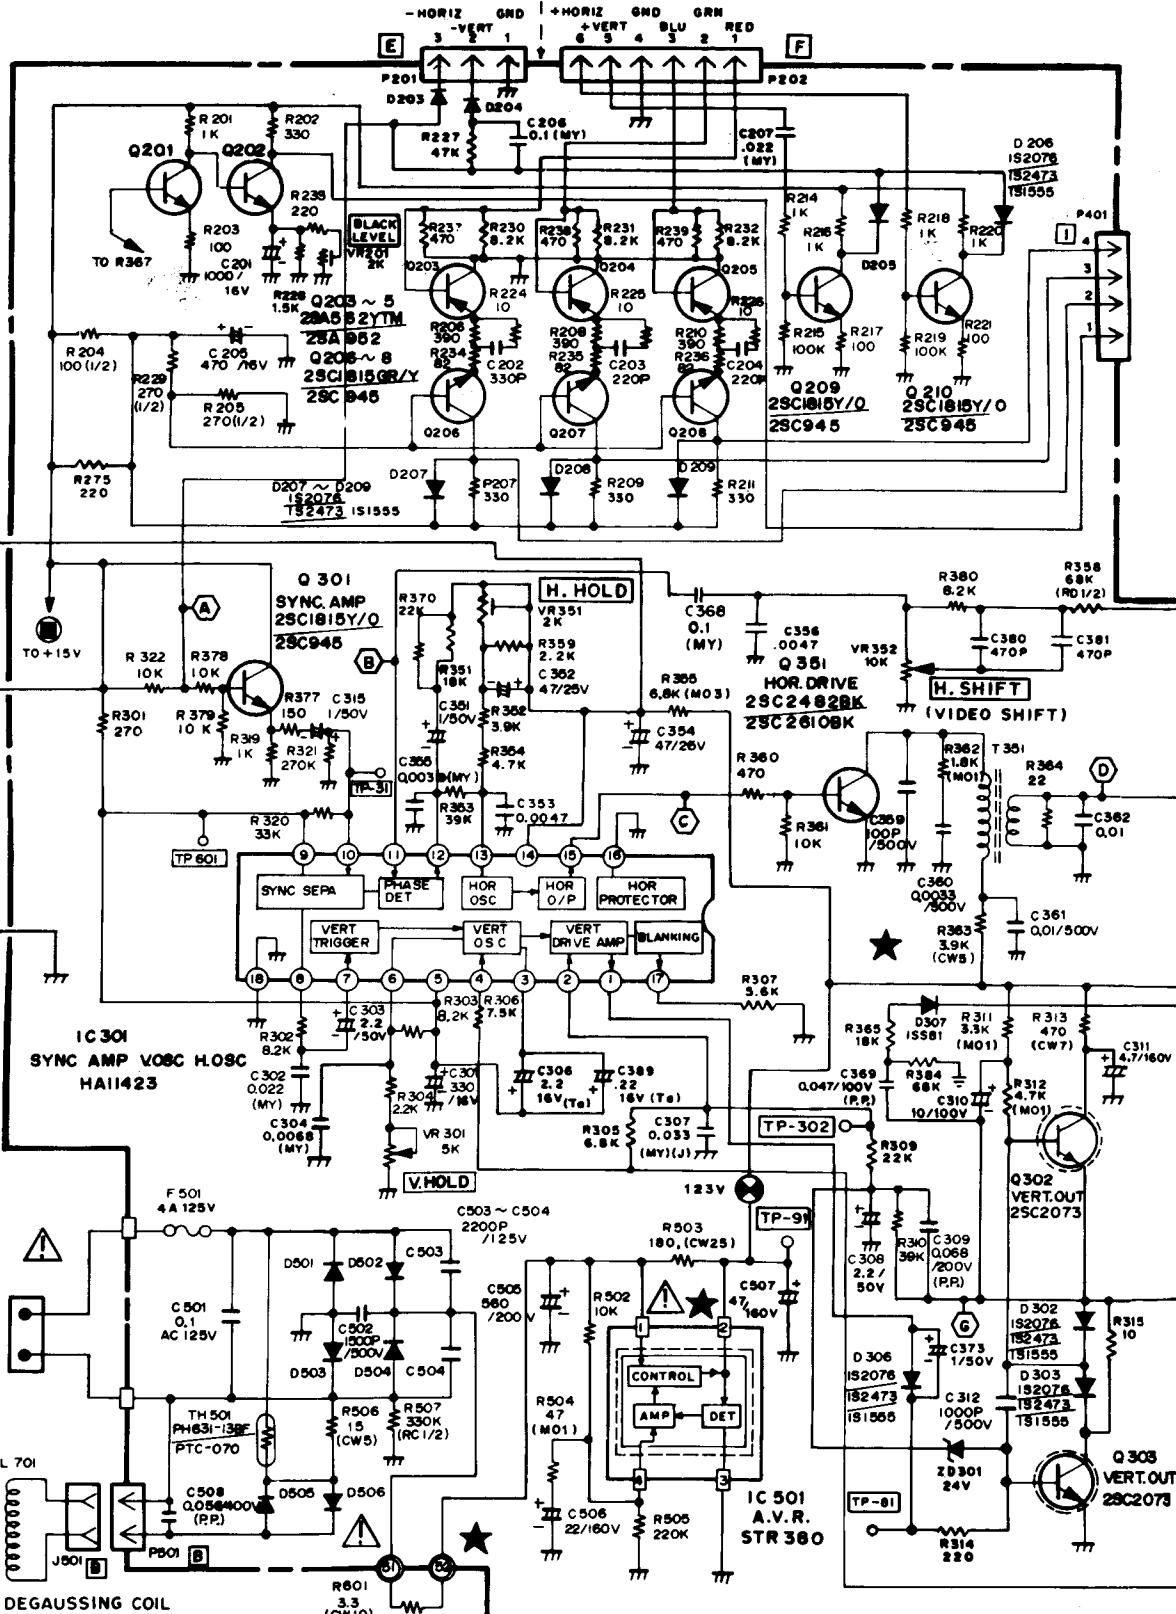 -HORIZ GND +HORIZ GND GRN
-VERT +VERT BLU RED
E 3 2 1 6 5 4 3 2 1 F
P201 P202
D203 D204
R201
1K
R202
330
R227
47K
C206
0.1(MY)
C207
.022
(MY)
D206
1S2076
1S2473
1S1555
Q201 Q202
R203
100
C201
1000/
16V
TO R367
BLACK
LEVEL
VR201
2K
R228
1.5K
R237
470
R230
8.2K
R238
470
R231
8.2K
R239
470
R232
8.2K
R214
1K
R216
1K
R218
1K
R220
1K
D205
P401
I
4
3
2
1
Q203 Q204 Q205
R224
10
R225
10
Q203 ~ 5
2SA562YTM
2SA952
Q206 ~ 8
2SC1815GR/Y
2SC945
R206
390
R234
82
C202
330P
R208
390
R235
82
C203
220P
R210
390
R236
82
C204
220P
R215
100K
R217
100
R219
100K
R221
100
R204
100(1/2)
C205
470/16V
R229
270
(1/2)
R205
270(1/2)
Q206 Q207 Q208
Q209
2SC1815Y/O
2SC945
Q210
2SC1815Y/O
2SC945
R275
220
D207 ~ D209
1S2076
1S2473 1S1555
D207 D208 D209
R207
330
R209
330
R211
330
TO +15V
A
B
Q301
SYNC. AMP
2SC1815Y/O
2SC945
R370
22K
H. HOLD
VR351
2K
R359
2.2K
C352
47/25V
R351
18K
C351
1/50V
R352
3.9K
R354
4.7K
C368
0.1
(MY)
C356
.0047
Q351
HOR. DRIVE
2SC2482BK
2SC2610BK
R355
6.8K(MO3)
C354
47/25V
R380
8.2K
R358
68K
(RD1/2)
C380
470P
C381
470P
VR352
10K
H. SHIFT
(VIDEO SHIFT)
R322
10K
R378
10K
R301
270
R379
10K
R377
150
C315
1/50V
R319
1K
R321
270K
TP-31
R353
39K
C353
0.0047
R320
33K
TP601
C
R360
470
R361
10K
C359
100P
/500V
R362
1.8K
(MO1)
T351
R364
22
D
C362
0.01
C360
0.0033
/500V
R363
3.9K
(CW5)
C361
0.01/500V
9 10 11 12 13 14 15 16
SYNC SEPA
PHASE
DET
HOR
OSC
HOR
O/P
HOR
PROTECTOR
VERT
TRIGGER
VERT
OSC
VERT
DRIVE AMP
BLANKING
18 8 7 6 5 4 3 2 1 17
IC301
SYNC AMP V.OSC H.OSC
HA11423
R302
8.2K
C303
2.2
/50V
R303
8.2K
R306
7.5K
R307
5.6K
C302
0.022
(MY)
C304
0.0068
(MY)
R304
2.2K
330
/16V
C306
2.2
16V(Ta)
C389
.22
16V(Ta)
R305
6.8K
C307
0.033
(MY)(J)
VR301
5K
V.HOLD
R365
18K
D307
1SS81
R311
3.3K
(MO1)
R313
470
(CW7)
C311
4.7/160V
C369
0.047/100V
(P.P.)
R384
68K
C310
10/100V
R312
4.7K
(MO1)
TP-302
R309
22K
Q302
VERT.OUT
2SC2073
123V
TP-91
C308
2.2/
50V
R310
39K
C309
0.068
/200V
(P.P.)
G
F501
4A 125V
C503 ~ C504
2200P
/125V
R503
180,(CW25)
C501
0.1
AC 125V
D501 D502 C503
C502
1500P
/500V
D503 D504 C504
C505
560
/200V
R502
10K
C507
47/
160V
1 2
CONTROL
AMP DET
4 3
D302
1S2076
1S2473
1S1555
R315
10
D303
1S2076
1S2473
1S1555
C373
1/50V
D306
1S2076
1S2473
1S1555
C312
1000P
/500V
TH501
PH631-13BF
PTC-070
R506
15
(CW5)
R507
330K
(RC1/2)
R504
47
(MO1)
ZD301
24V
Q303
VERT.OUT
2SC2073
L701
C508
(P.P.)
D505 D506
C506
22/160V
R505
220K
IC501
A.V.R.
STR380
TP-81
R314
220
J501 B P501 B
51 52
R601
3.3
DEGAUSSING COIL